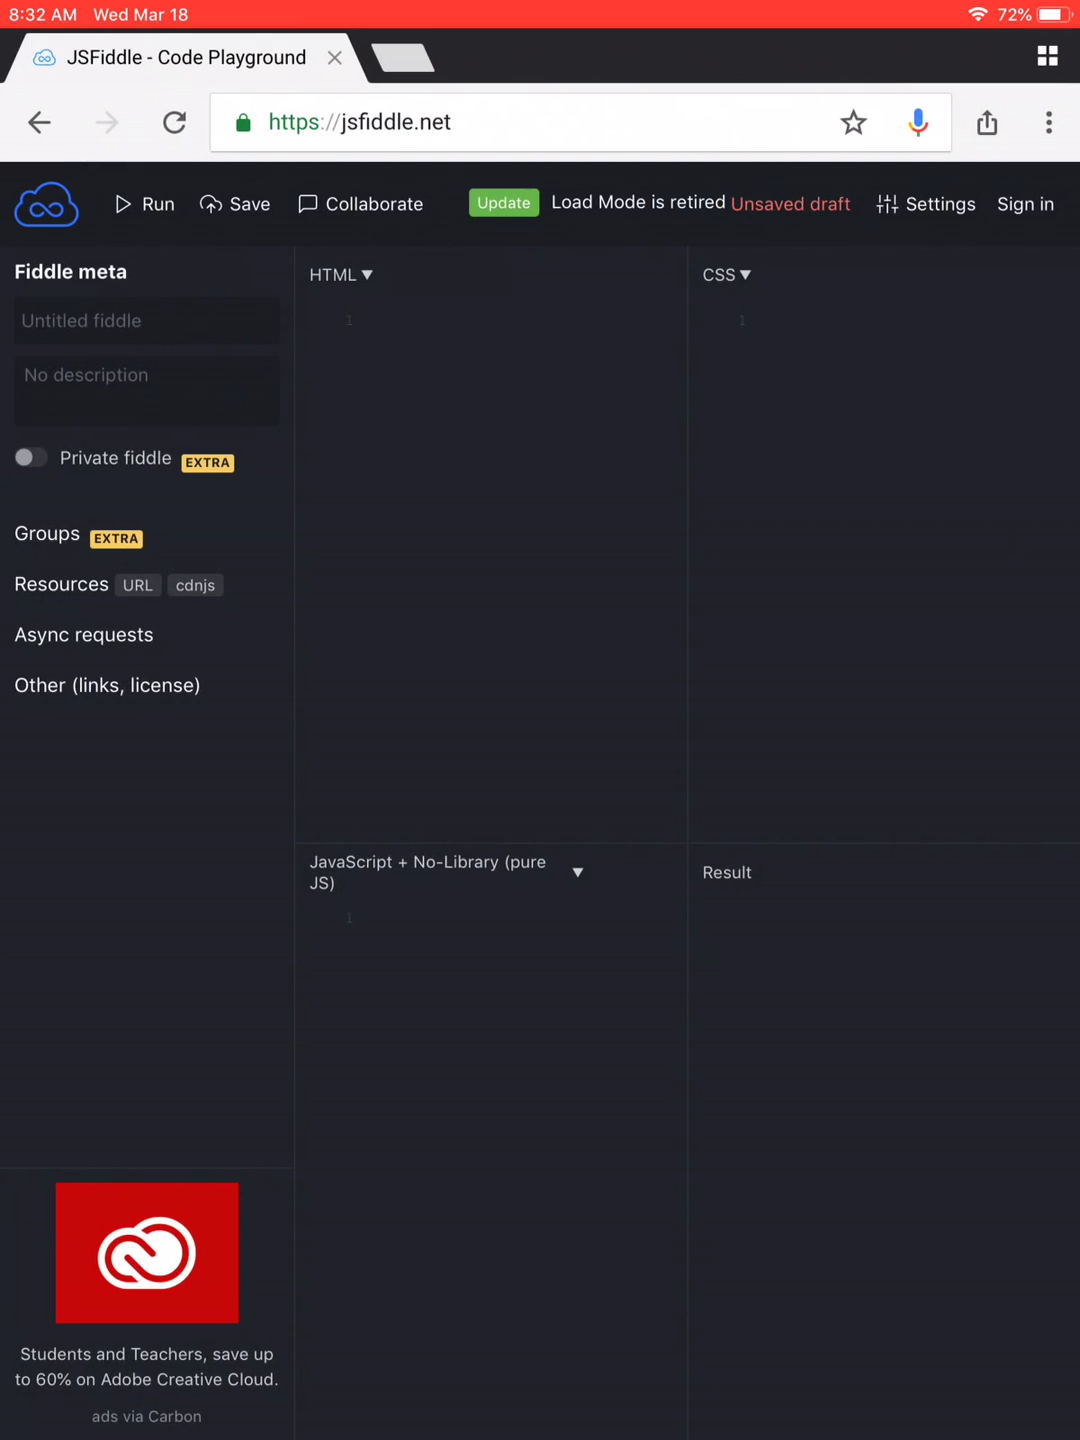 8:32 AM Wed Mar 18 72%
JSFiddle - Code Playground
https://jsfiddle.net
Run Save Collaborate Update Load Mode is retired Unsaved draft Settings Sign in
Fiddle meta
Untitled fiddle
No description
Private fiddle EXTRA
Groups EXTRA
Resources URL cdnjs
Async requests
Other (links, license)
HTML
1
CSS
1
JavaScript + No-Library (pure
JS)
1
Result
Students and Teachers, save up
to 60% on Adobe Creative Cloud.
ads via Carbon